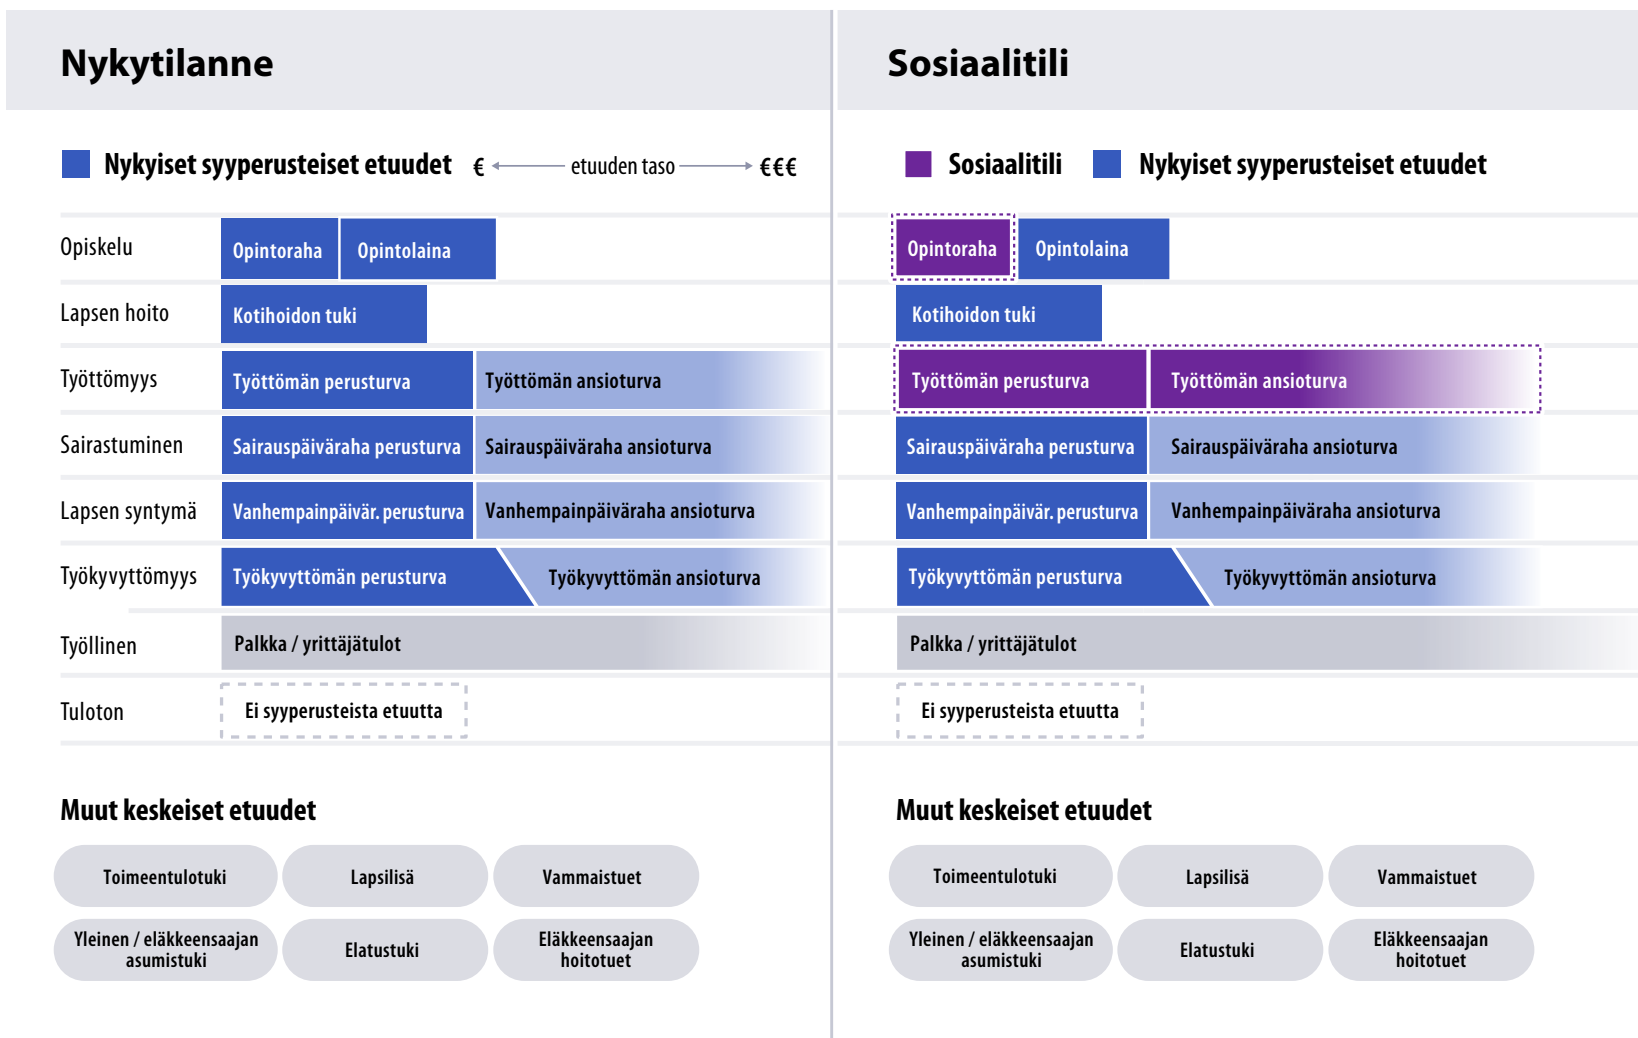 Nykytilanne
Nykyiset syyperusteiset etuudet € etuuden taso €€€
Opiskelu Opintoraha Opintolaina
Lapsen hoito Kotihoidon tuki
Työttömyys Työttömän perusturva Työttömän ansioturva
Sairastuminen Sairauspäiväraha perusturva Sairauspäiväraha ansioturva
Lapsen syntymä Vanhempainpäivär. perusturva Vanhempainpäiväraha ansioturva
Työkyvyttömyys Työkyvyttömän perusturva Työkyvyttömän ansioturva
Työllinen Palkka / yrittäjätulot
Tuloton Ei syyperusteista etuutta
Muut keskeiset etuudet
Toimeentulotuki Lapsilisä Vammaistuet
Yleinen / eläkkeensaajan
asumistuki
Elatustuki
Eläkkeensaajan
hoitotuet
Sosiaalitili
Sosiaalitili Nykyiset syyperusteiset etuudet
Opintoraha Opintolaina
Kotihoidon tuki
Työttömän perusturva Työttömän ansioturva
Sairauspäiväraha perusturva Sairauspäiväraha ansioturva
Vanhempainpäivär. perusturva Vanhempainpäiväraha ansioturva
Työkyvyttömän perusturva Työkyvyttömän ansioturva
Palkka / yrittäjätulot
Ei syyperusteista etuutta
Muut keskeiset etuudet
Toimeentulotuki Lapsilisä Vammaistuet
Yleinen / eläkkeensaajan
asumistuki
Elatustuki
Eläkkeensaajan
hoitotuet